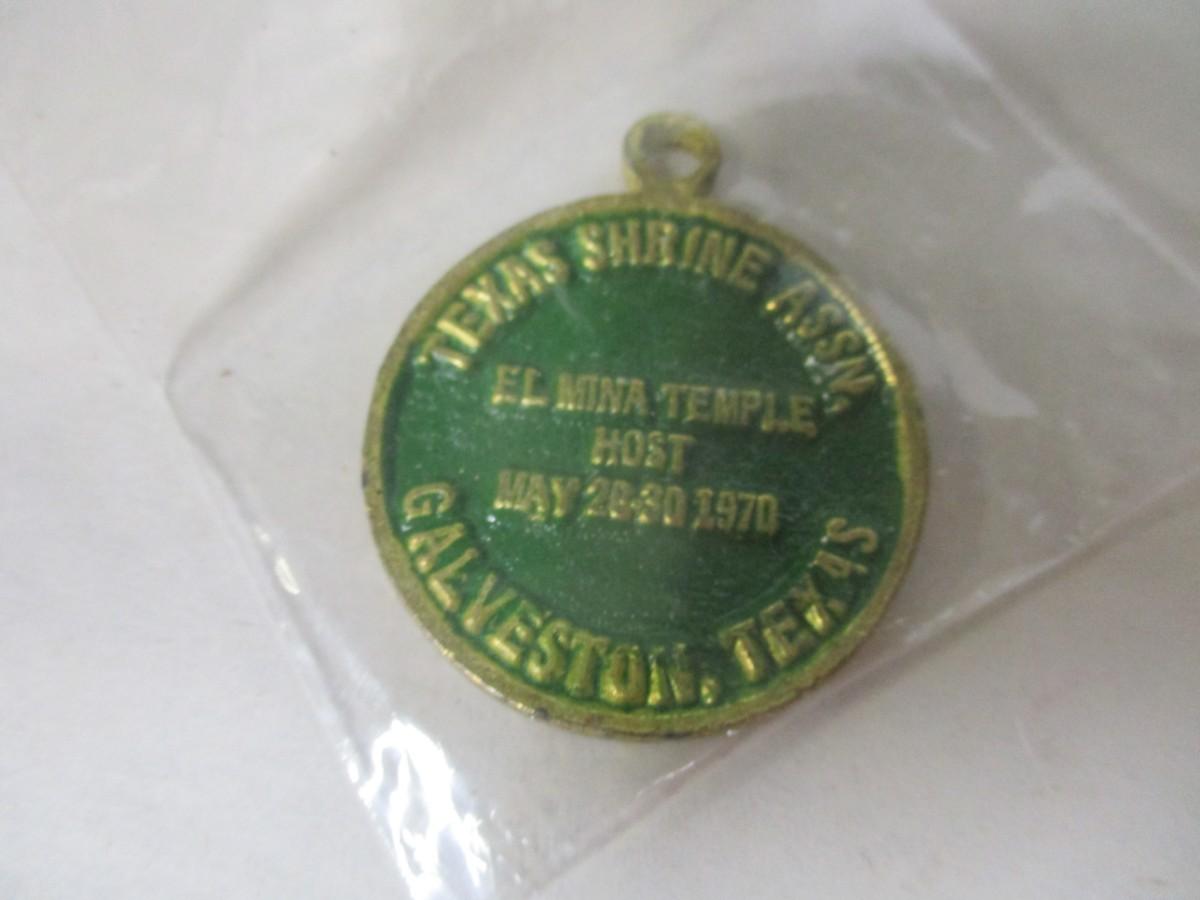 TEXAS SHRINE ASSN.
EL MINA TEMPLE
HOST
MAY 28-30 1970
GALVESTON, TEXAS